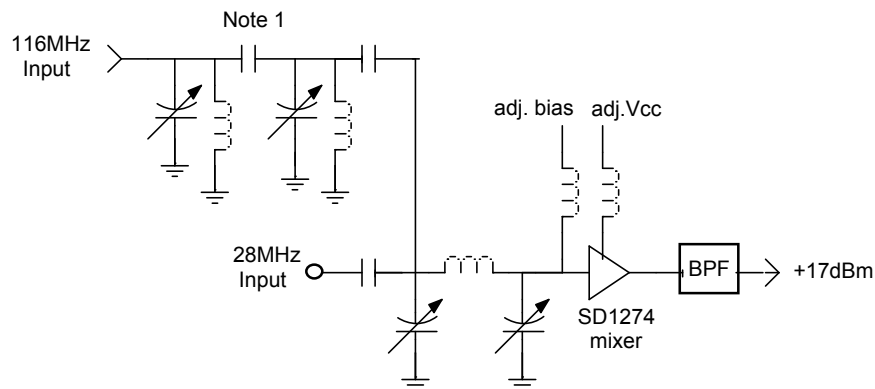 Note 1
116MHz
Input
adj. bias
adj.Vcc
28MHz
Input
BPF
+17dBm
SD1274
mixer